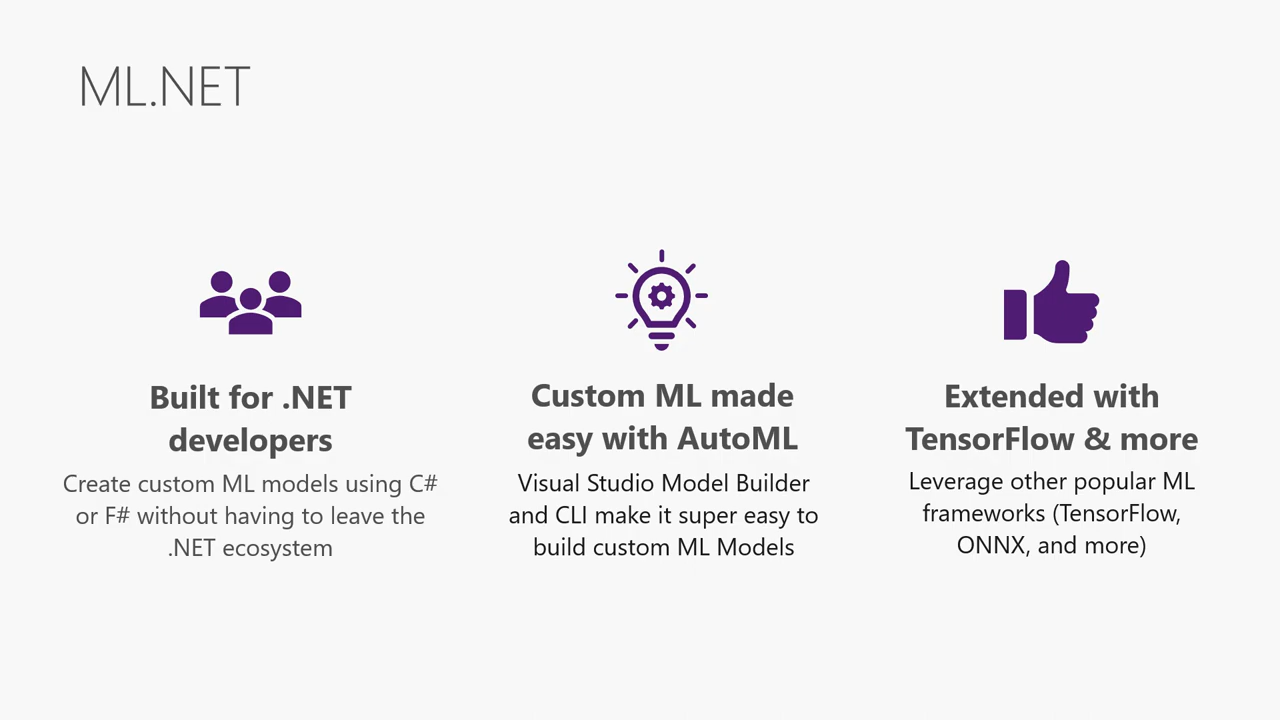 ML.NET
Built for .NET
developers
Create custom ML models using C#
or F# without having to leave the
.NET ecosystem
Custom ML made
easy with AutoML
Visual Studio Model Builder
and CLI make it super easy to
build custom ML Models
Extended with
TensorFlow & more
Leverage other popular ML
frameworks (TensorFlow,
ONNX, and more)